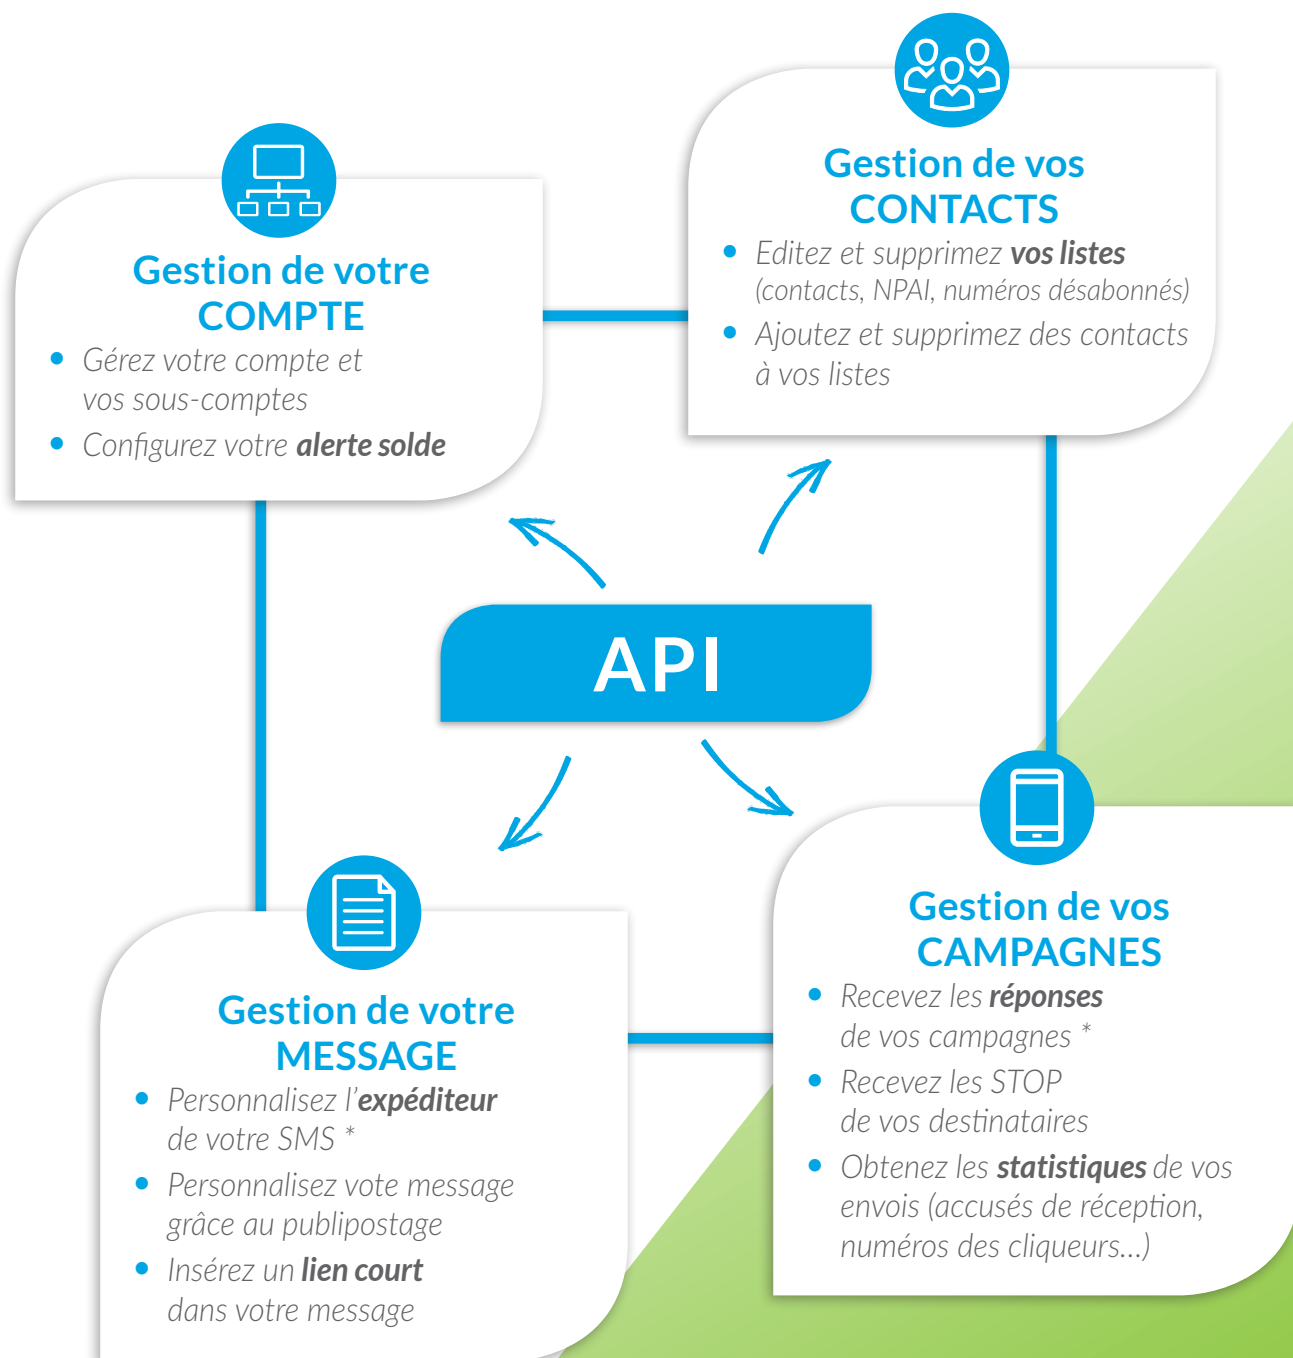 Gestion de votre
COMPTE
• Gérez votre compte et
vos sous-comptes
• Configurez votre alerte solde
Gestion de vos
CONTACTS
• Editez et supprimez vos listes
(contacts, NPAI, numéros désabonnés)
• Ajoutez et supprimez des contacts
à vos listes
API
Gestion de votre
MESSAGE
• Personnalisez l'expéditeur
de votre SMS *
• Personnalisez vote message
grâce au publipostage
• Insérez un lien court
dans votre message
Gestion de vos
CAMPAGNES
• Recevez les réponses
de vos campagnes *
• Recevez les STOP
de vos destinataires
• Obtenez les statistiques de vos
envois (accusés de réception,
numéros des cliqueurs...)